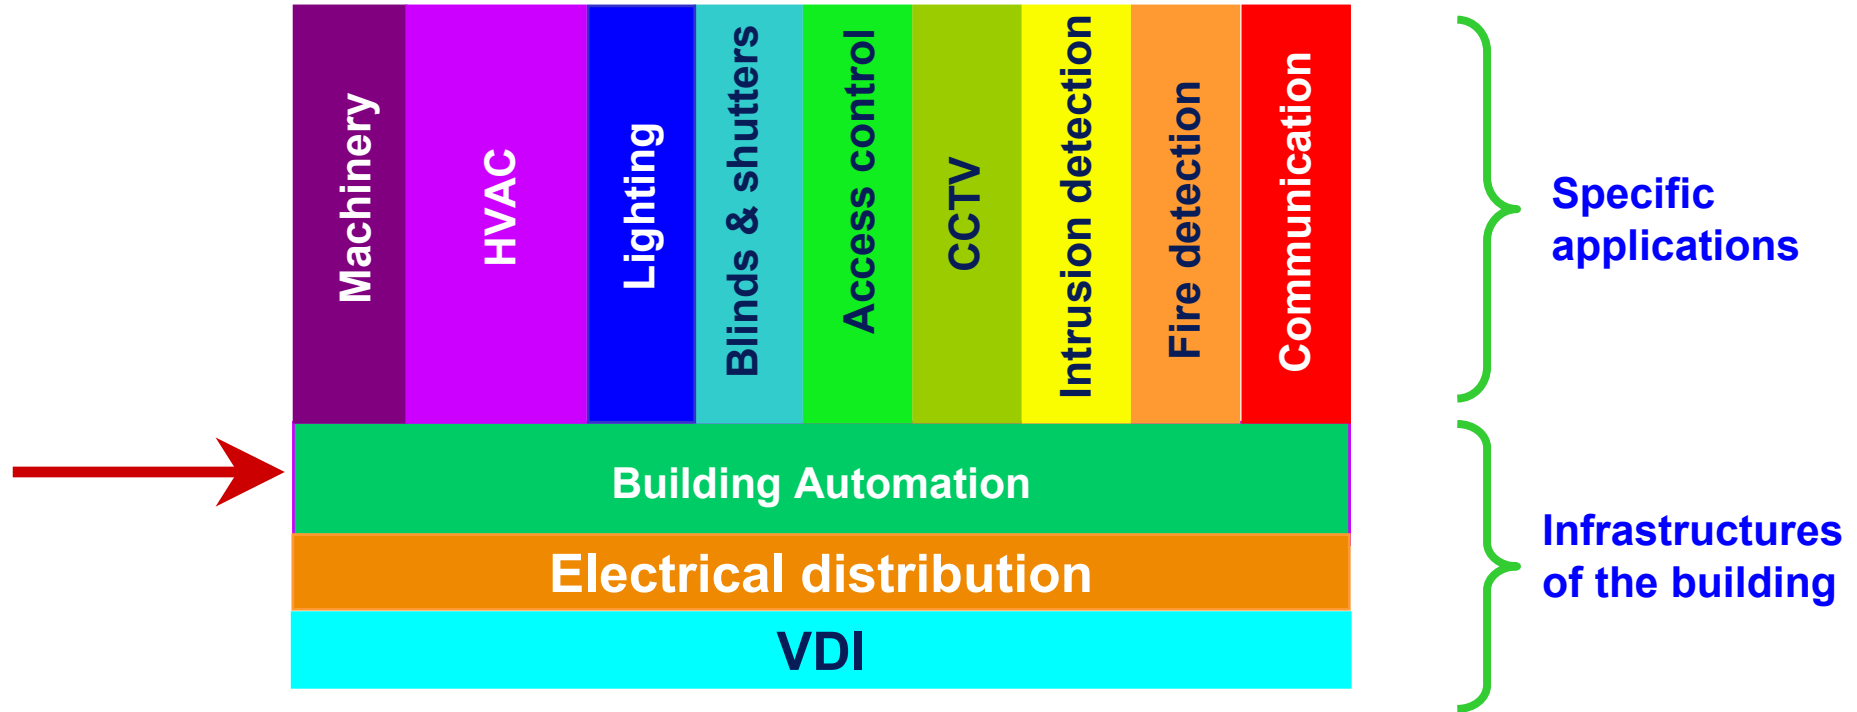 Machinery
HVAC
Lighting
Blinds & shutters
Access control
CCTV
Intrusion detection
Fire detection
Communication
Specific
applications
Building Automation
Electrical distribution
VDI
Infrastructures
of the building